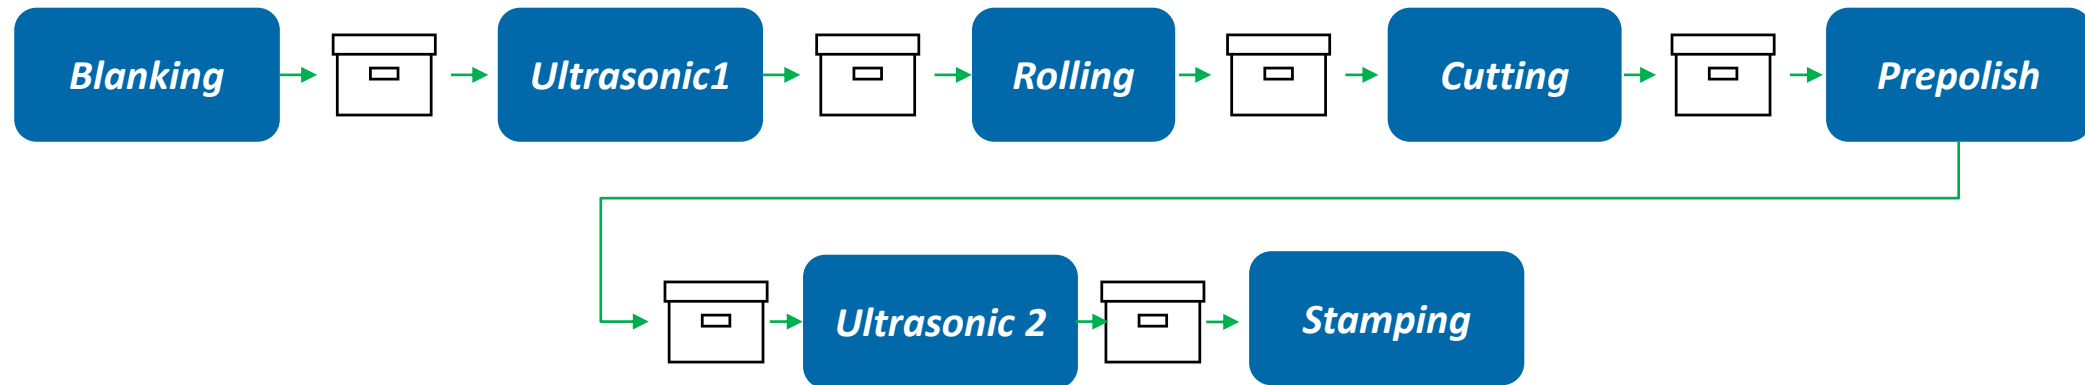 Blanking
Ultrasonic1
Rolling
Cutting
Prepolish
Ultrasonic 2
Stamping